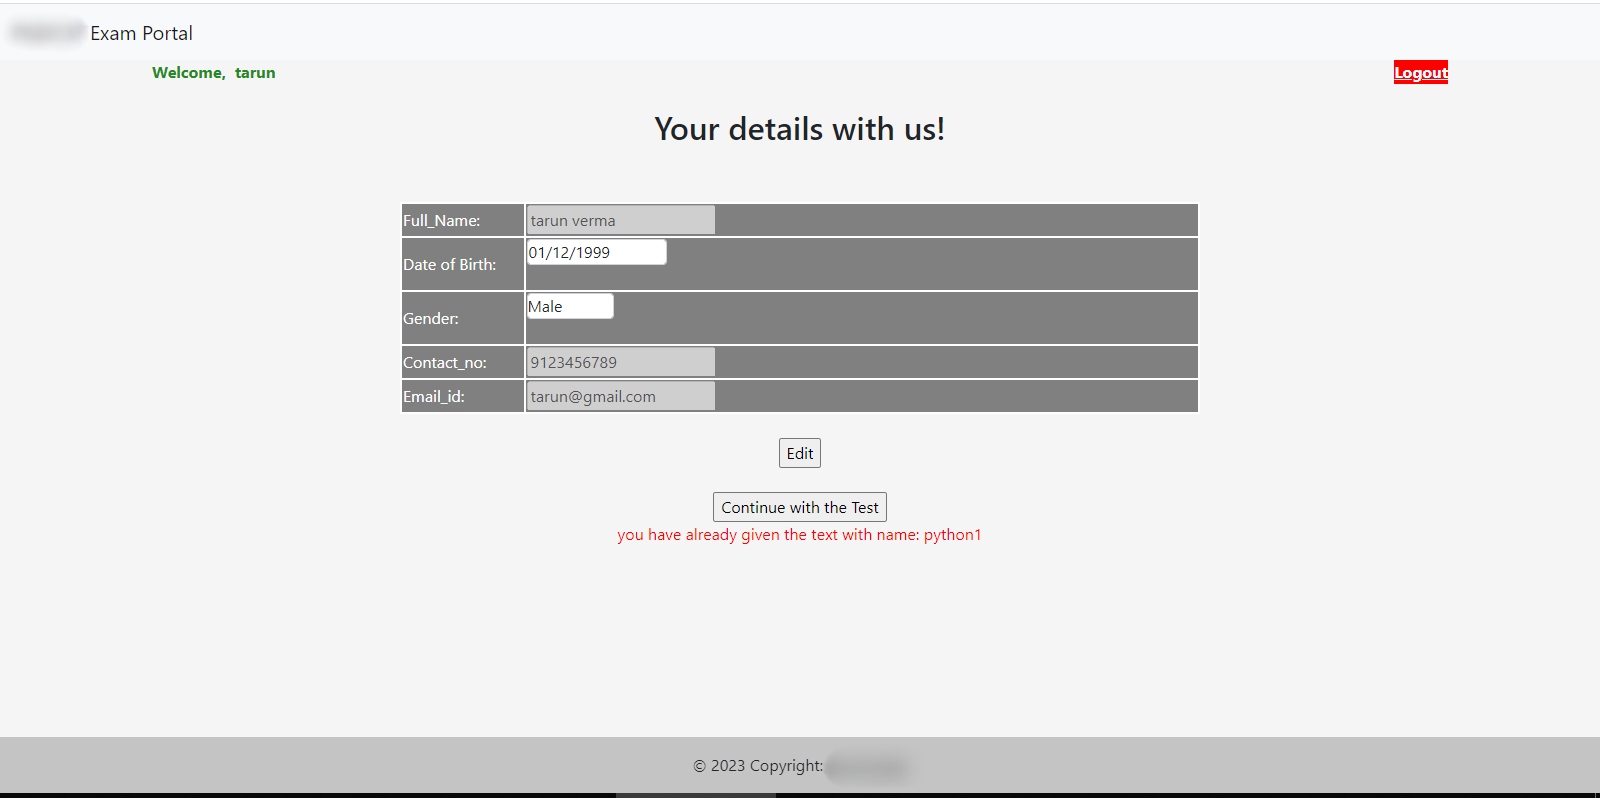 Exam Portal
Welcome, tarun
Logout
Your details with us!
Full_Name: tarun verma
Date of Birth: 01/12/1999
Gender: Male
Contact_no: 9123456789
Email_id: tarun@gmail.com
Edit
Continue with the Test
you have already given the text with name: python1
© 2023 Copyright: